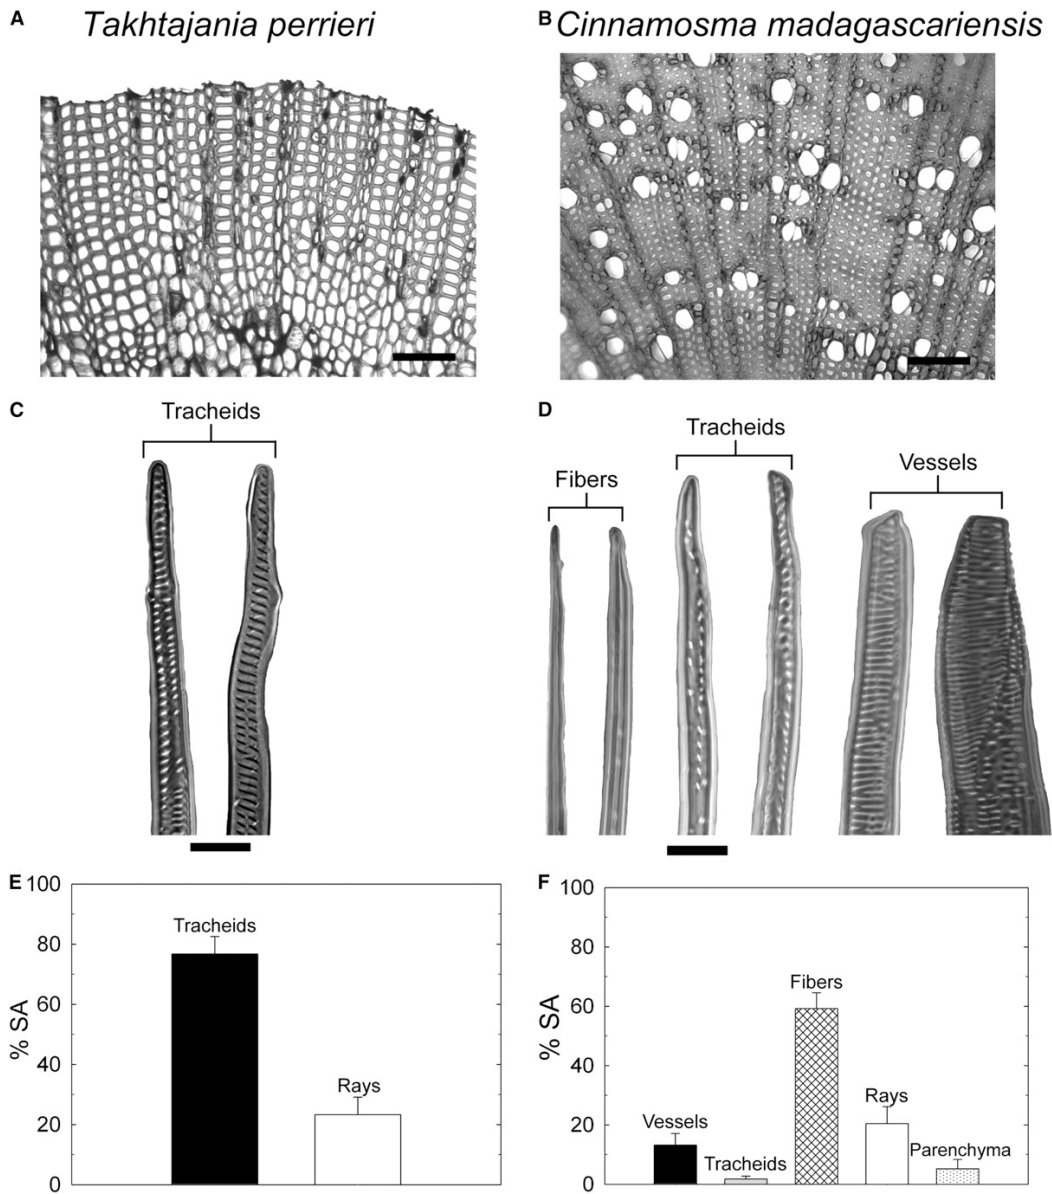 A
Takhtajania perrieri
B
Cinnamosma madagascariensis
C
Tracheids
D
Fibers
Tracheids
Vessels
E
100
80
60
40
20
0
% SA
Tracheids
Rays
F
100
80
60
40
20
0
% SA
Vessels
Tracheids
Fibers
Rays
Parenchyma